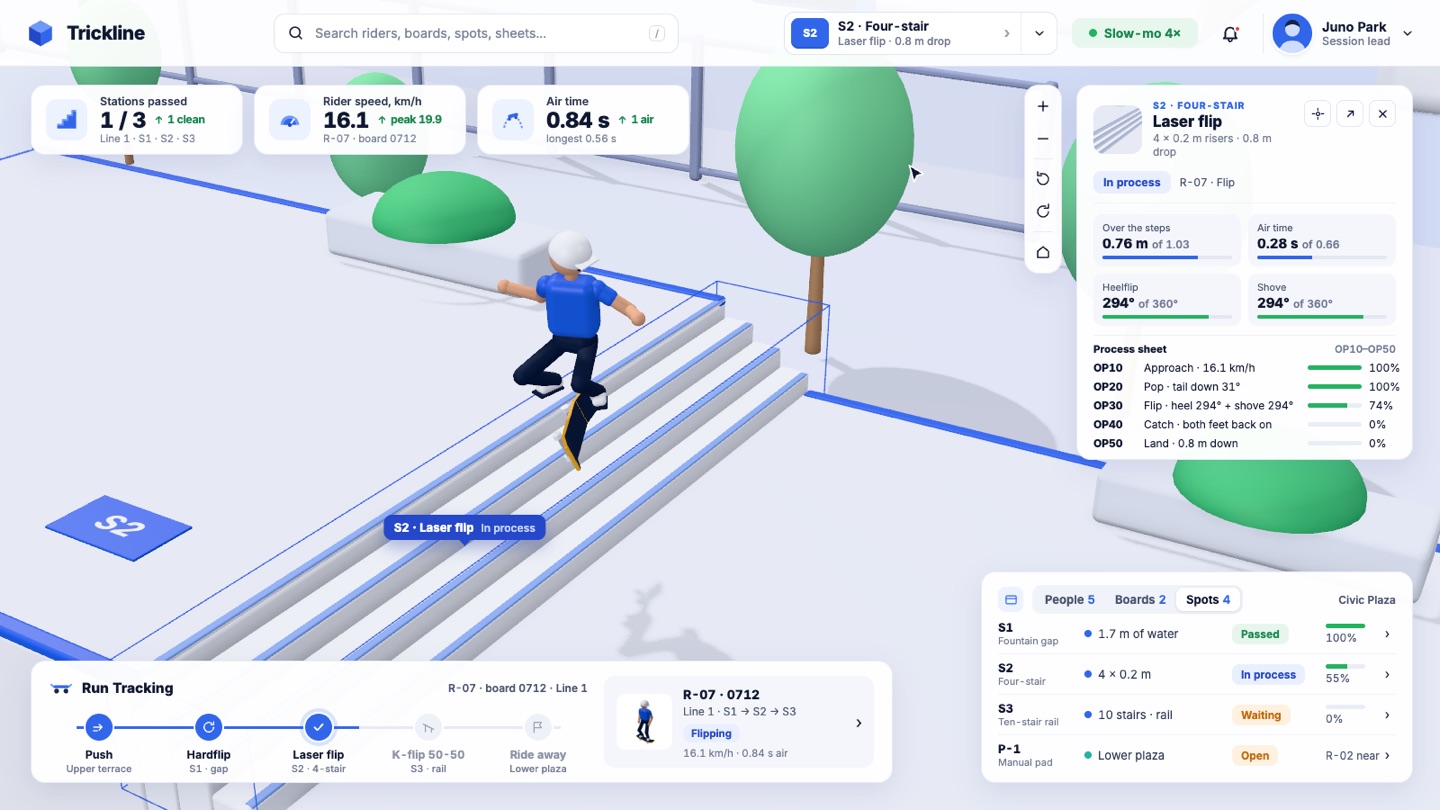 Trickline
Search riders, boards, spots, sheets...
/
S2
S2 · Four-stair
Laser flip · 0.8 m drop
Slow-mo 4×
Juno Park
Session lead
Stations passed
1 / 3 ↑ 1 clean
Line 1 · S1 · S2 · S3
Rider speed, km/h
16.1 ↑ peak 19.9
R-07 · board 0712
Air time
0.84 s ↑ 1 air
longest 0.56 s
S2 · FOUR-STAIR
Laser flip
4 × 0.2 m risers · 0.8 m
drop
In process
R-07 · Flip
Over the steps
0.76 m of 1.03
Air time
0.28 s of 0.66
Heelflip
294° of 360°
Shove
294° of 360°
Process sheet OP10–OP50
OP10 Approach · 16.1 km/h 100%
OP20 Pop · tail down 31° 100%
OP30 Flip · heel 294° + shove 294° 74%
OP40 Catch · both feet back on 0%
OP50 Land · 0.8 m down 0%
S2
S2 · Laser flip In process
Run Tracking
R-07 · board 0712 · Line 1
Push
Upper terrace
Hardflip
S1 · gap
Laser flip
S2 · 4-stair
K-flip 50-50
S3 · rail
Ride away
Lower plaza
R-07 · 0712
Line 1 · S1 → S2 → S3
Flipping
16.1 km/h · 0.84 s air
People 5 Boards 2 Spots 4 Civic Plaza
S1
Fountain gap
1.7 m of water
Passed
100%
S2
Four-stair
4 × 0.2 m
In process
55%
S3
Ten-stair rail
10 stairs · rail
Waiting
0%
P-1
Manual pad
Lower plaza
Open
R-02 near